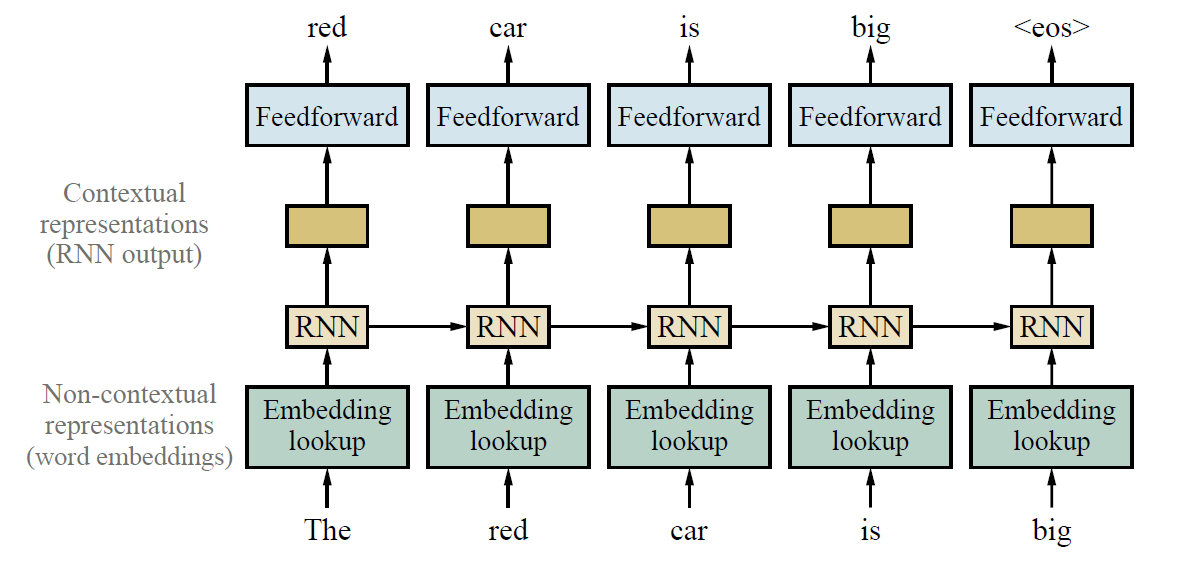 red car is big <eos>
Feedforward Feedforward Feedforward Feedforward Feedforward
Contextual
representations
(RNN output)
RNN RNN RNN RNN RNN
Non-contextual
representations
(word embeddings)
Embedding Embedding Embedding Embedding Embedding
lookup lookup lookup lookup lookup
The red car is big